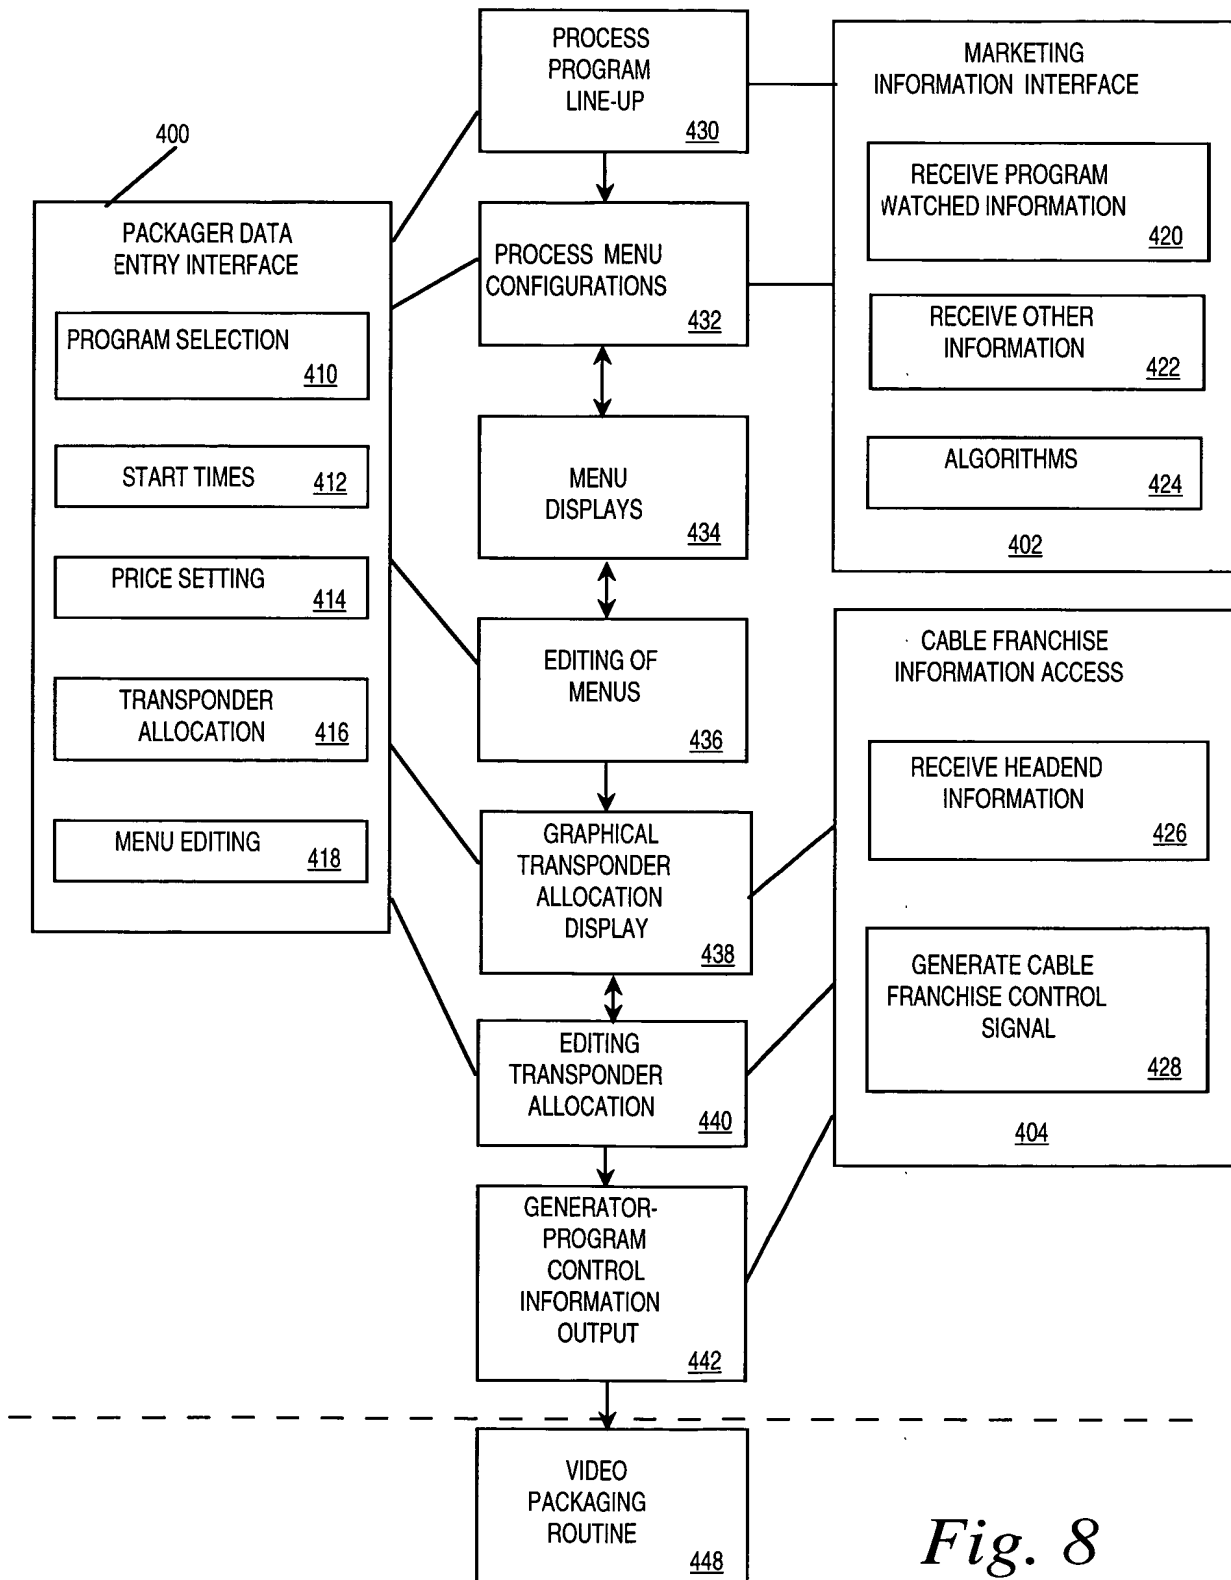 400
PACKAGER DATA
ENTRY INTERFACE
PROGRAM SELECTION
410
START TIMES
412
PRICE SETTING
414
TRANSPONDER
ALLOCATION
416
MENU EDITING
418
PROCESS
PROGRAM
LINE-UP
430
PROCESS MENU
CONFIGURATIONS
432
MENU
DISPLAYS
434
EDITING OF
MENUS
436
GRAPHICAL
TRANSPONDER
ALLOCATION
DISPLAY
438
EDITING
TRANSPONDER
ALLOCATION
440
GENERATOR-
PROGRAM
CONTROL
INFORMATION
OUTPUT
442
VIDEO
PACKAGING
ROUTINE
448
MARKETING
INFORMATION INTERFACE
RECEIVE PROGRAM
WATCHED INFORMATION
420
RECEIVE OTHER
INFORMATION
422
ALGORITHMS
424
402
CABLE FRANCHISE
INFORMATION ACCESS
RECEIVE HEADEND
INFORMATION
426
GENERATE CABLE
FRANCHISE CONTROL
SIGNAL
428
404
Fig. 8